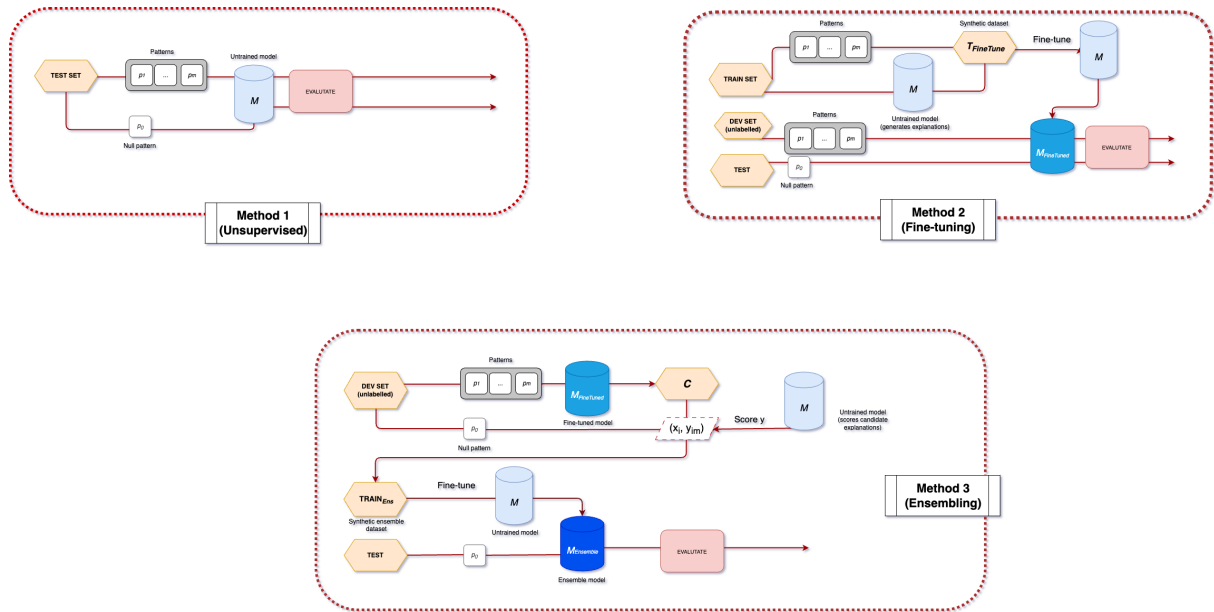 Patterns
Untrained model
TEST SET
p1
...
pm
M
EVALUTATE
p0
Null pattern
Method 1
(Unsupervised)
Synthetic dataset
Patterns
p1
...
pm
TFineTune
Fine-tune
M
TRAIN SET
M
Untrained model
(generates explanations)
DEV SET
(unlabelled)
Patterns
p1
...
pm
MFineTuned
EVALUTATE
TEST
p0
Null pattern
Method 2
(Fine-tuning)
Patterns
DEV SET
(unlabelled)
p1
...
pm
MFineTuned
C
Fine-tuned model
M
Untrained model
(scores candidate
explanations)
Score y
p0
(xi, yim)
Null pattern
Fine-tune
TRAINEns
M
Synthetic ensemble
dataset
Untrained model
Method 3
(Ensembling)
TEST
p0
MEnsemble
EVALUTATE
Ensemble model